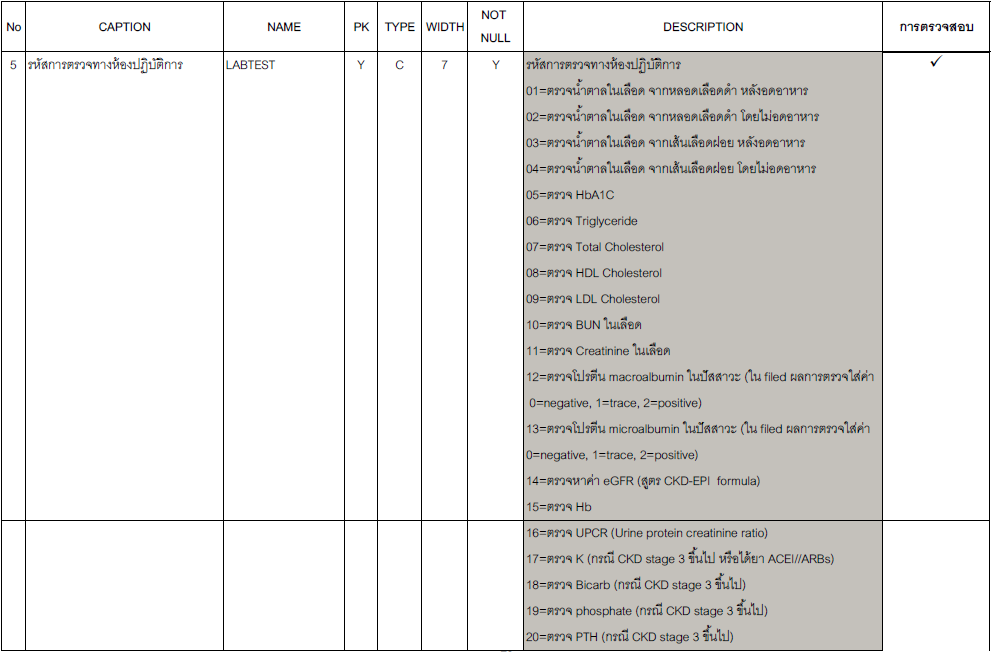 No CAPTION NAME PK TYPE WIDTH NOT NULL DESCRIPTION การตรวจสอบ
5 รหัสการตรวจทางห้องปฏิบัติการ LABTEST Y C 7 Y รหัสการตรวจทางห้องปฏิบัติการ ✓
01=ตรวจน้ำตาลในเลือด จากหลอดเลือดดำ หลังอดอาหาร
02=ตรวจน้ำตาลในเลือด จากหลอดเลือดดำ โดยไม่อดอาหาร
03=ตรวจน้ำตาลในเลือด จากเส้นเลือดฝอย หลังอดอาหาร
04=ตรวจน้ำตาลในเลือด จากเส้นเลือดฝอย โดยไม่อดอาหาร
05=ตรวจ HbA1C
06=ตรวจ Triglyceride
07=ตรวจ Total Cholesterol
08=ตรวจ HDL Cholesterol
09=ตรวจ LDL Cholesterol
10=ตรวจ BUN ในเลือด
11=ตรวจ Creatinine ในเลือด
12=ตรวจโปรตีน macroalbumin ในปัสสาวะ (ใน filed ผลการตรวจใส่ค่า
0=negative, 1=trace, 2=positive)
13=ตรวจโปรตีน microalbumin ในปัสสาวะ (ใน filed ผลการตรวจใส่ค่า
0=negative, 1=trace, 2=positive)
14=ตรวจหาค่า eGFR (สูตร CKD-EPI formula)
15=ตรวจ Hb
16=ตรวจ UPCR (Urine protein creatinine ratio)
17=ตรวจ K (กรณี CKD stage 3 ขึ้นไป หรือได้ยา ACEI//ARBs)
18=ตรวจ Bicarb (กรณี CKD stage 3 ขึ้นไป)
19=ตรวจ phosphate (กรณี CKD stage 3 ขึ้นไป)
20=ตรวจ PTH (กรณี CKD stage 3 ขึ้นไป)